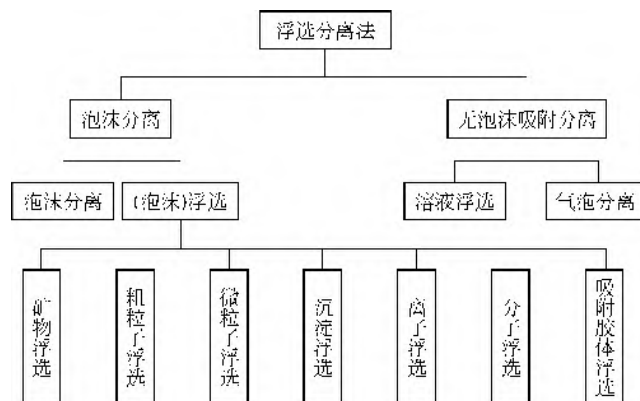 浮选分离法
泡沫分离
无泡沫吸附分离
泡沫分离
(泡沫)浮选
溶液浮选
气泡分离
矿物浮选
粗粒子浮选
微粒子浮选
沉淀浮选
离子浮选
分子浮选
吸附胶体浮选